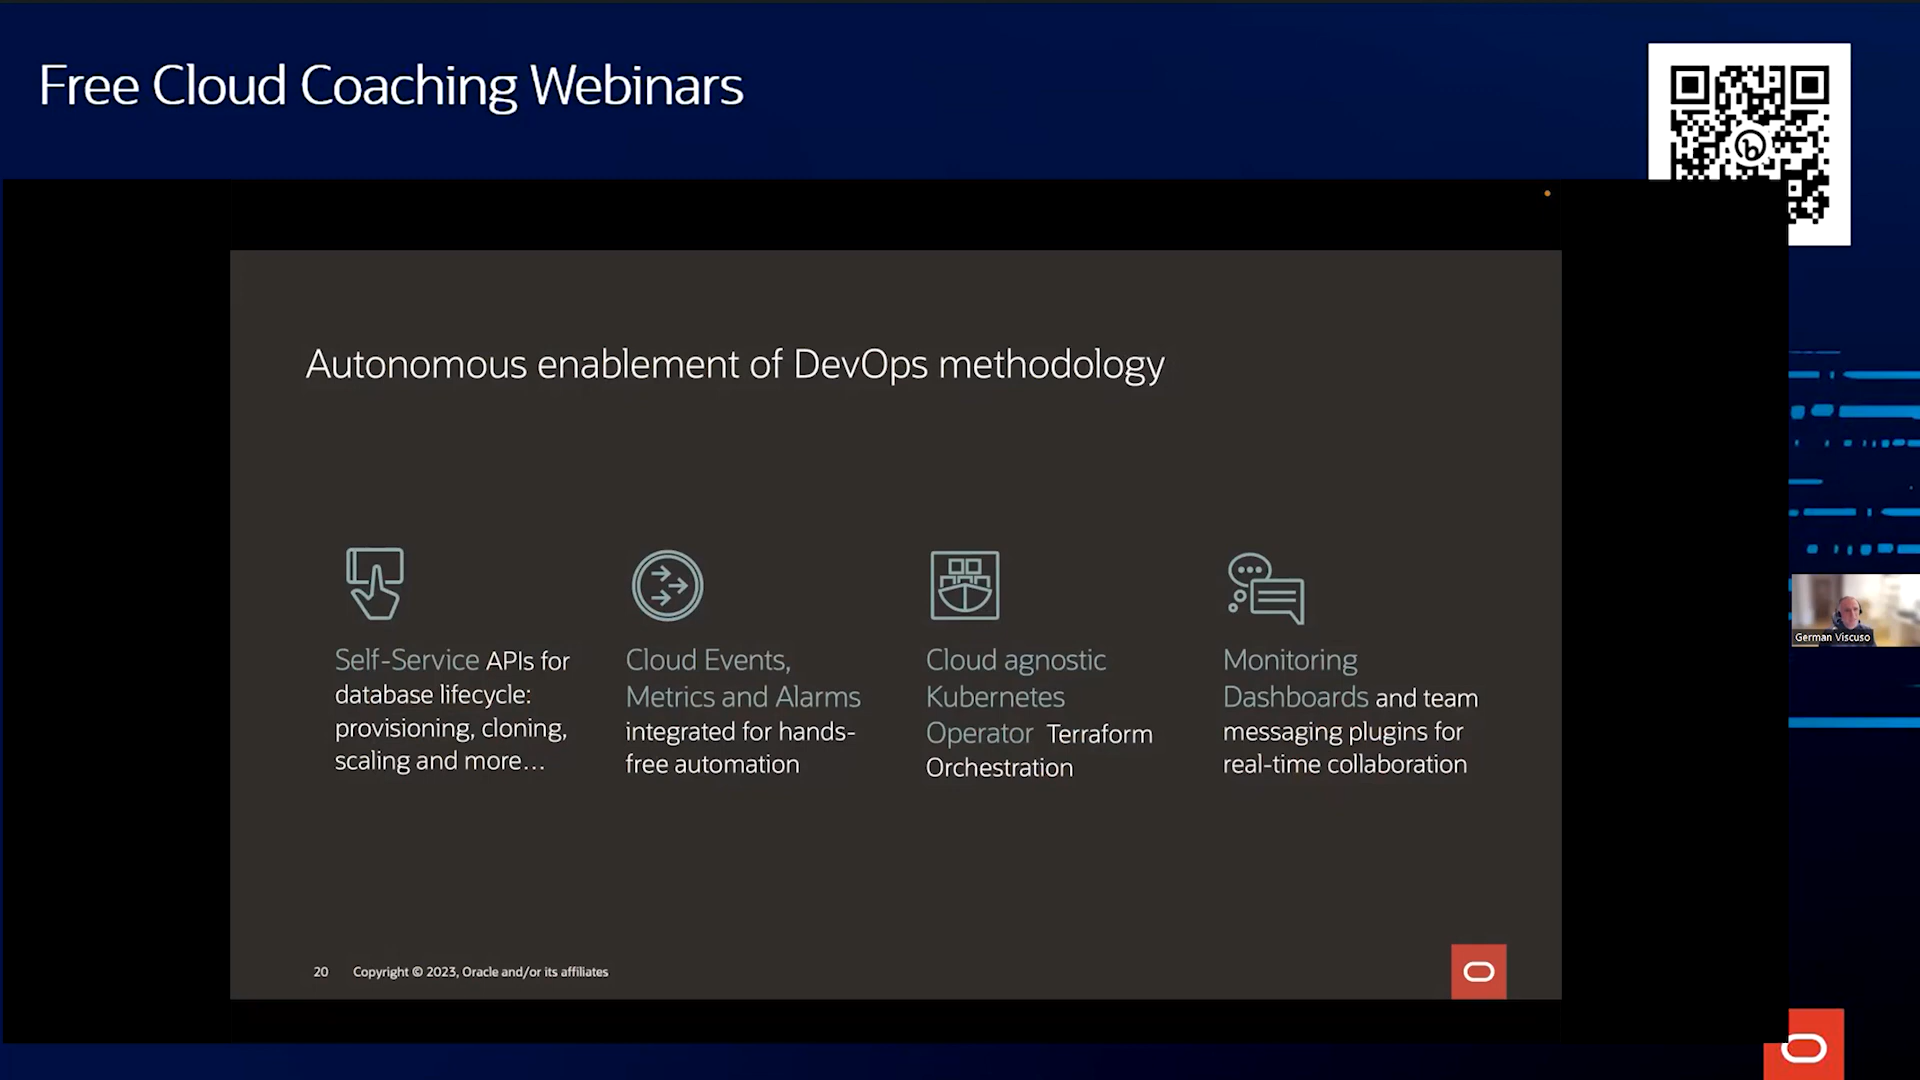 Free Cloud Coaching Webinars
Autonomous enablement of DevOps methodology
Self-Service APIs for
database lifecycle:
provisioning, cloning,
scaling and more...
Cloud Events,
Metrics and Alarms
integrated for hands-
free automation
Cloud agnostic
Kubernetes
Operator Terraform
Orchestration
Monitoring
Dashboards and team
messaging plugins for
real-time collaboration
German Viscuso
20 Copyright © 2023, Oracle and/or its affiliates